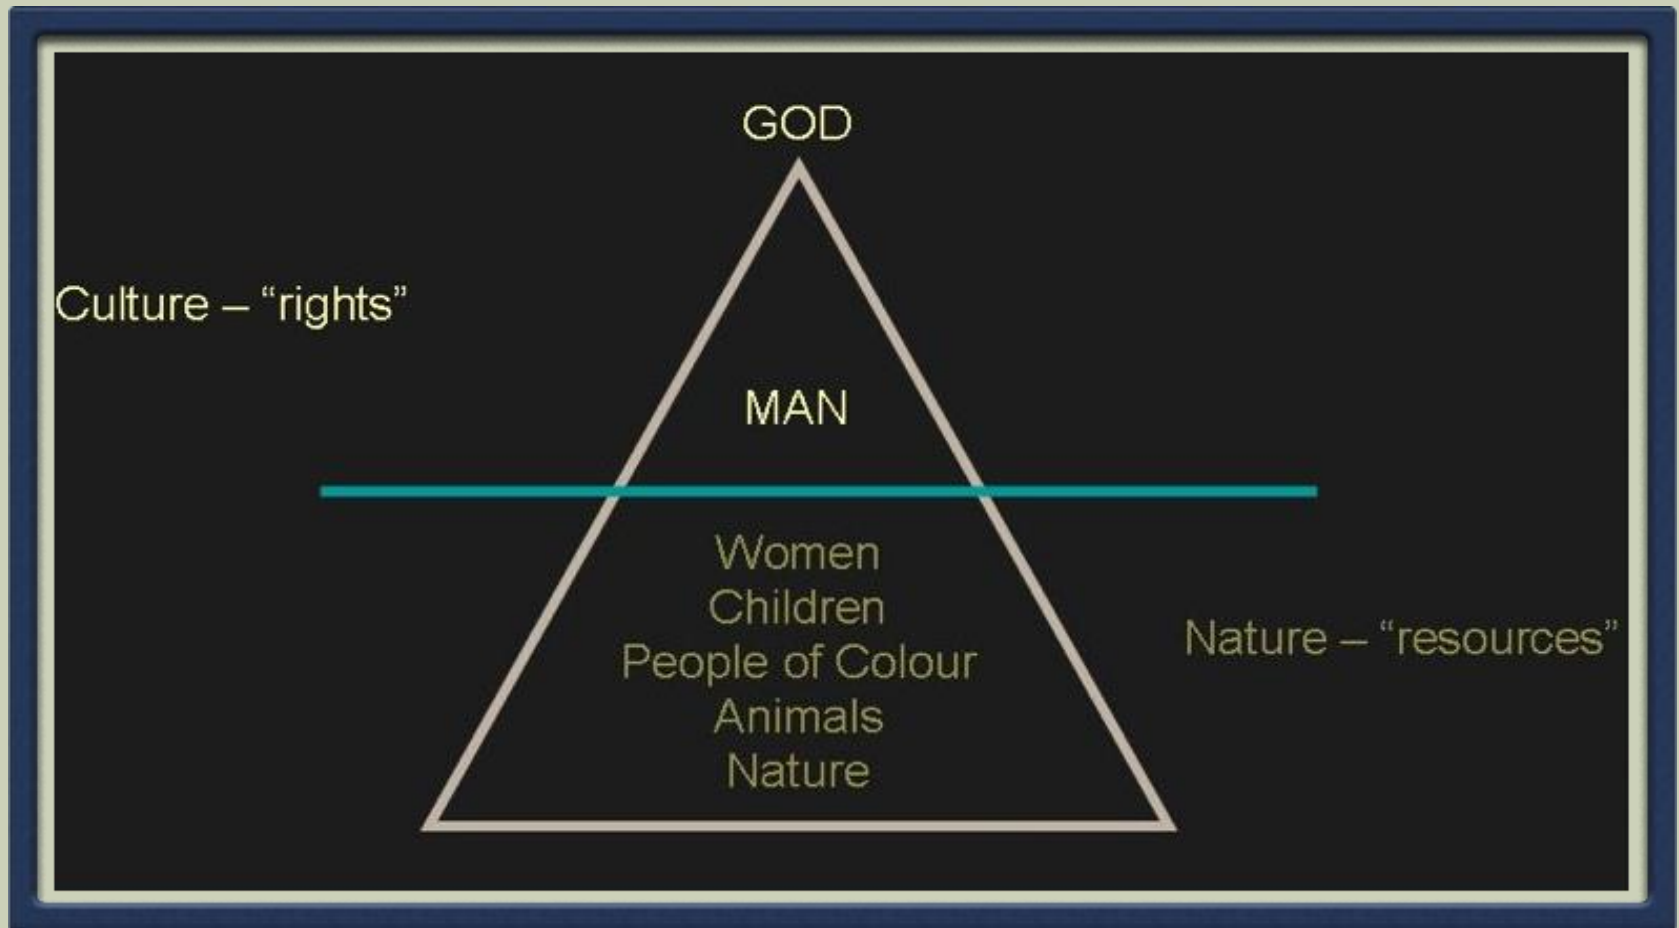 GOD
Culture – “rights”
MAN
Women
Children
People of Colour
Nature – “resources”
Animals
Nature